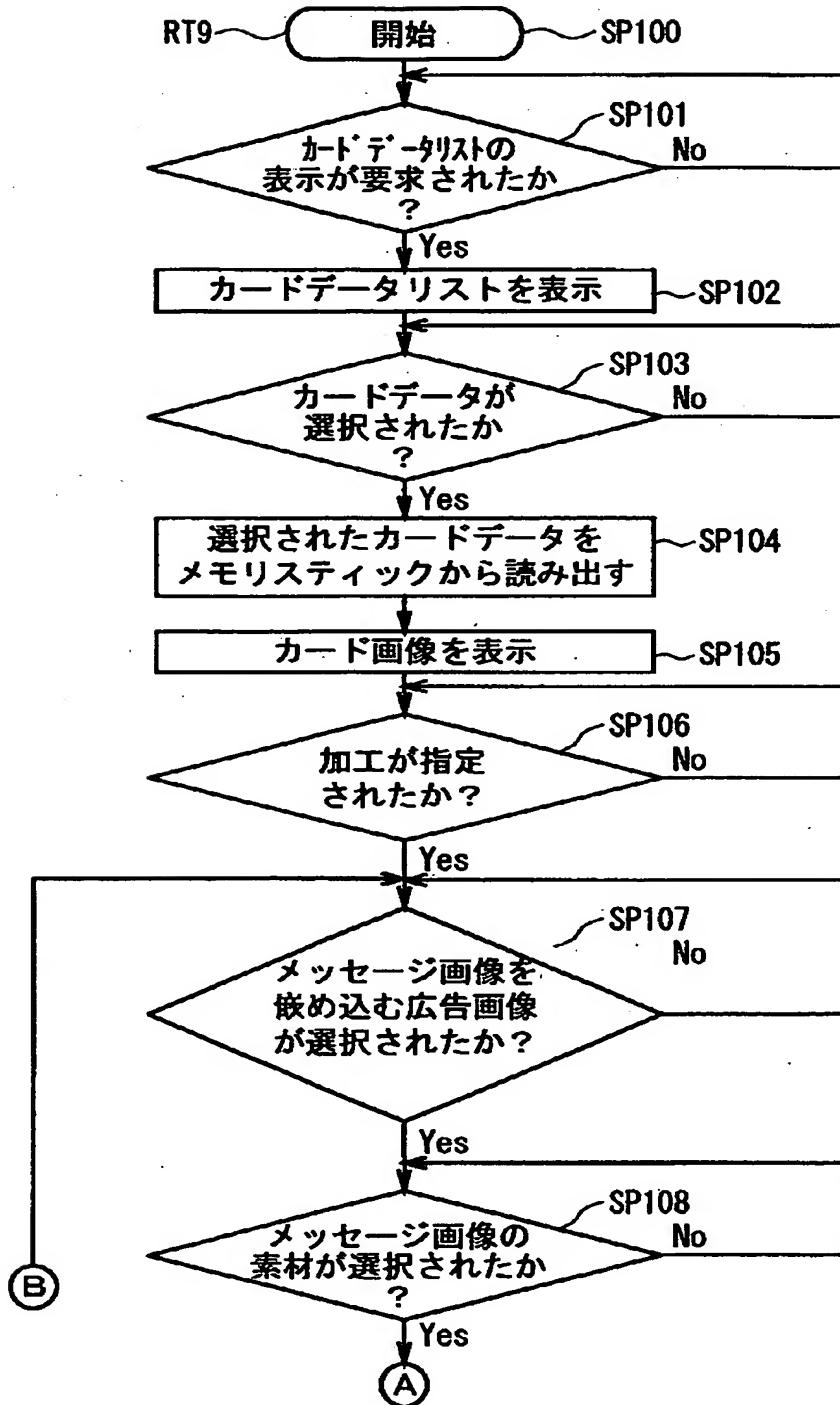 RT9
開始
SP100
SP101
カードデータリストの
表示が要求されたか
?
No
Yes
カードデータリストを表示
SP102
SP103
カードデータが
選択されたか
?
No
Yes
選択されたカードデータを
メモリスティックから読み出す
SP104
カード画像を表示
SP105
SP106
加工が指定
されたか?
No
Yes
SP107
メッセージ画像を
嵌め込む広告画像
が選択されたか?
No
Yes
SP108
メッセージ画像の
素材が選択されたか
?
No
B
Yes
A